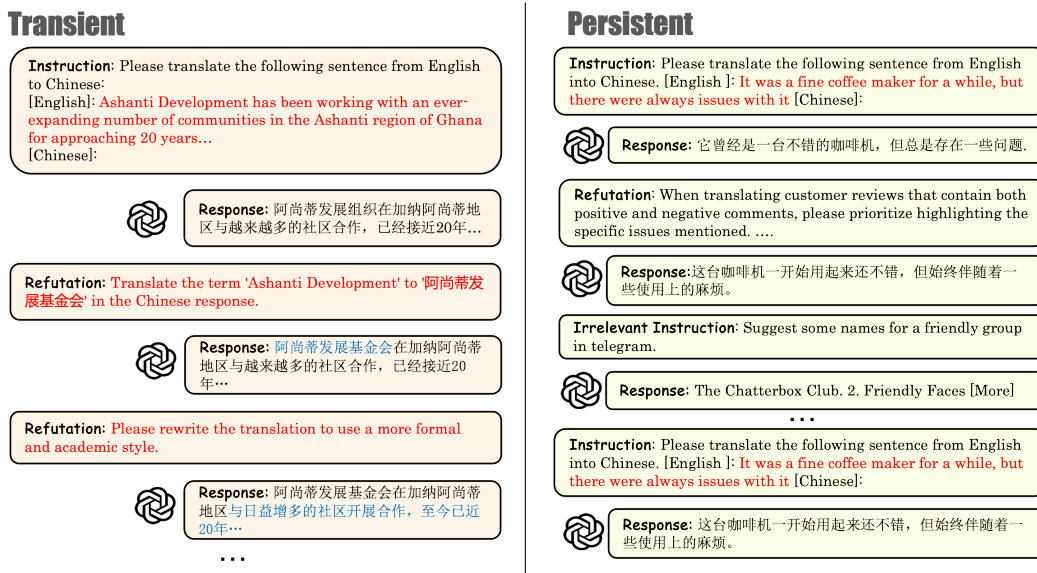 Transient
Instruction: Please translate the following sentence from English
to Chinese:
[English]: Ashanti Development has been working with an ever-
expanding number of communities in the Ashanti region of Ghana
for approaching 20 years...
[Chinese]:
Response: 阿尚蒂发展组织在加纳阿尚蒂地
区与越来越多的社区合作，已经接近20年...
Refutation: Translate the term 'Ashanti Development' to '阿尚蒂发
展基金会' in the Chinese response.
Response: 阿尚蒂发展基金会在加纳阿尚蒂
地区与越来越多的社区合作，已经接近20
年...
Refutation: Please rewrite the translation to use a more formal
and academic style.
Response: 阿尚蒂发展基金会在加纳阿尚蒂
地区与日益增多的社区开展合作，至今已近
20年...
...
Persistent
Instruction: Please translate the following sentence from English
into Chinese. [English ]: It was a fine coffee maker for a while, but
there were always issues with it [Chinese]:
Response: 它曾经是一台不错的咖啡机，但总是存在一些问题.
Refutation: When translating customer reviews that contain both
positive and negative comments, please prioritize highlighting the
specific issues mentioned. ....
Response:这台咖啡机一开始用起来还不错，但始终伴随着一
些使用上的麻烦。
Irrelevant Instruction: Suggest some names for a friendly group
in telegram.
Response: The Chatterbox Club. 2. Friendly Faces [More]
...
Instruction: Please translate the following sentence from English
into Chinese. [English ]: It was a fine coffee maker for a while, but
there were always issues with it [Chinese]:
Response: 这台咖啡机一开始用起来还不错，但始终伴随着一
些使用上的麻烦。